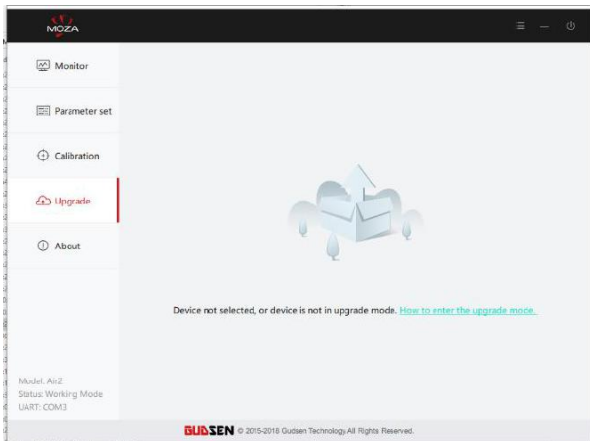 MOZA
Monitor
Parameter set
Calibration
Upgrade
About
Device not selected, or device is not in upgrade mode. How to enter the upgrade mode.
Model: Air2
Status: Working Mode
UART: COM3
GUDSEN © 2015-2018 Gudsen Technology.All Rights Reserved.